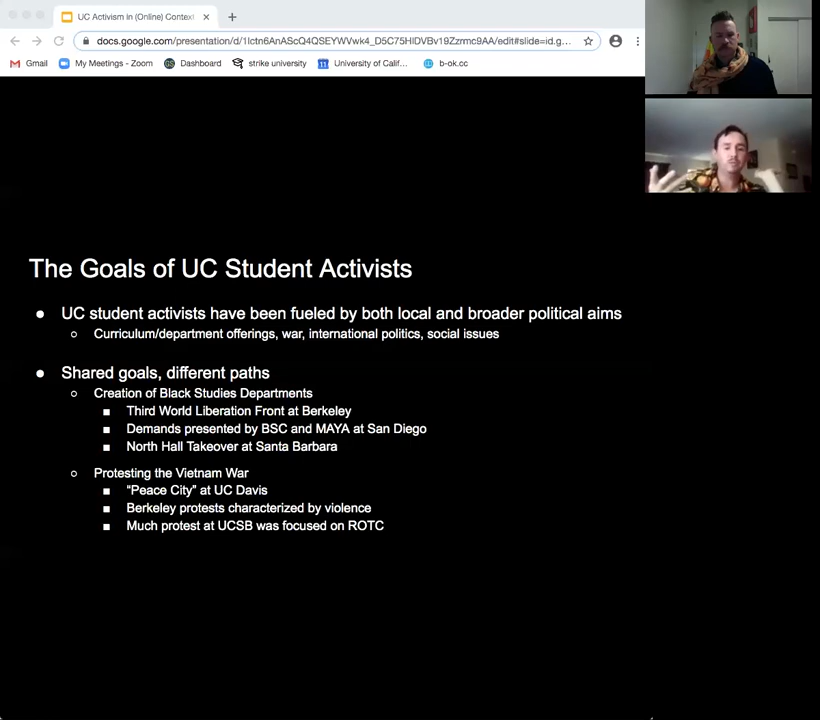 UC Activism In (Online) Context
docs.google.com/presentation/d/1Ictn6AnAScQ4QSEYWVwk4_D5C75HIDVBv19Zzrmc9AA/edit#slide=id.g...
Gmail My Meetings - Zoom Dashboard strike university University of Calif... b-ok.cc
The Goals of UC Student Activists
● UC student activists have been fueled by both local and broader political aims
○ Curriculum/department offerings, war, international politics, social issues
● Shared goals, different paths
○ Creation of Black Studies Departments
■ Third World Liberation Front at Berkeley
■ Demands presented by BSC and MAYA at San Diego
■ North Hall Takeover at Santa Barbara
○ Protesting the Vietnam War
■ “Peace City” at UC Davis
■ Berkeley protests characterized by violence
■ Much protest at UCSB was focused on ROTC